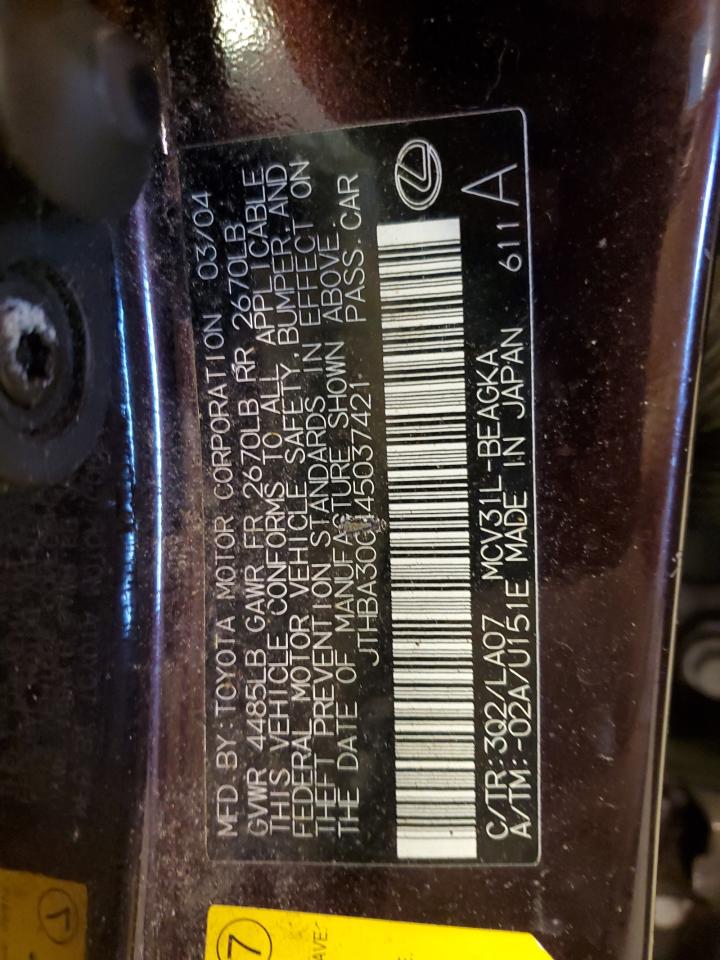 MFD.BY TOYOTA MOTOR CORPORATION 03/04
GVWR 4485LB GAWR FR 2670LB RR 2670LB
THIS VEHICLE CONFORMS TO ALL APPLICABLE
FEDERAL MOTOR VEHICLE SAFETY,BUMPER,AND
THEFT PREVENTION STANDARDS IN EFFECT ON
THE DATE OF MANUFACTURE SHOWN ABOVE.
PASS.CAR
C/TR:3Q2/LA07 MCV31L-BEAGKA
A/TM:-02A/U151E MADE IN JAPAN 611 A
7